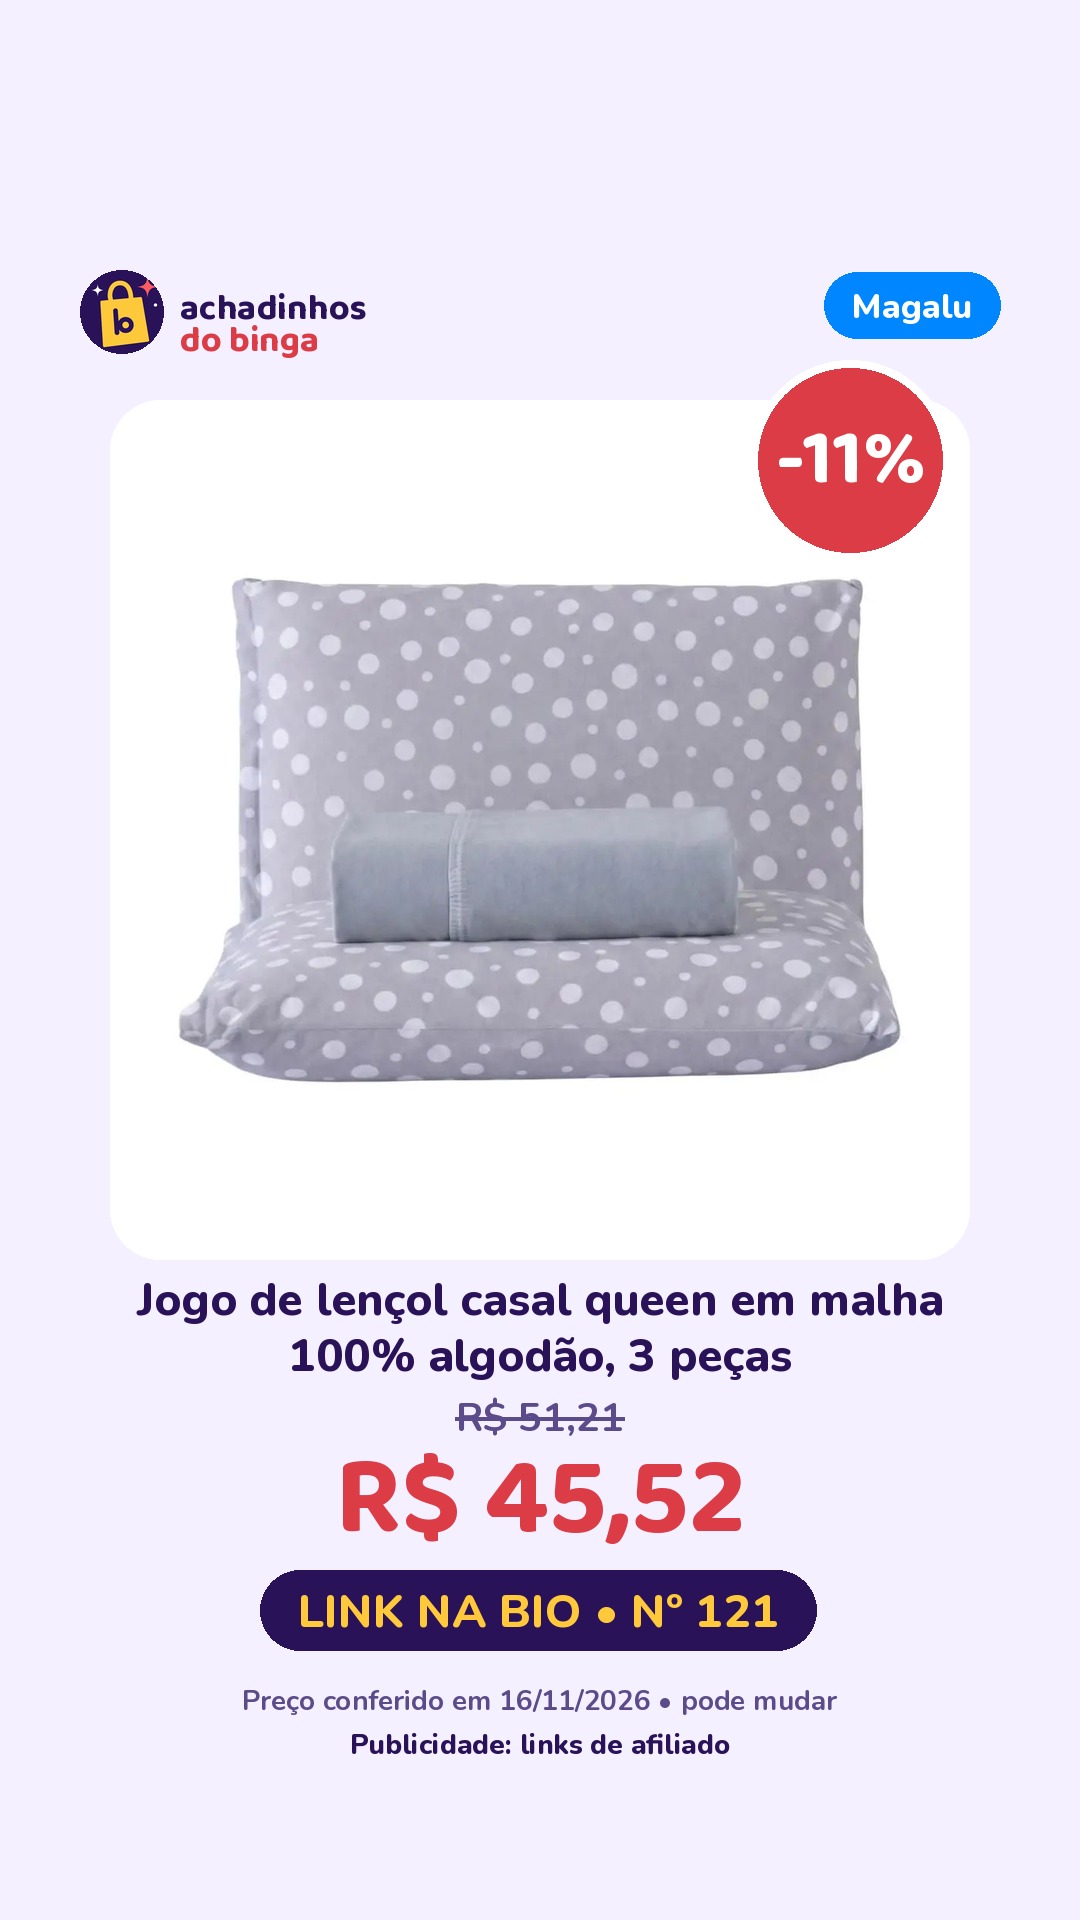 b
achadinhos
do binga
Magalu
-11%
Jogo de lençol casal queen em malha
100% algodão, 3 peças
R$ 51,21
R$ 45,52
LINK NA BIO • Nº 121
Preço conferido em 16/11/2026 • pode mudar
Publicidade: links de afiliado